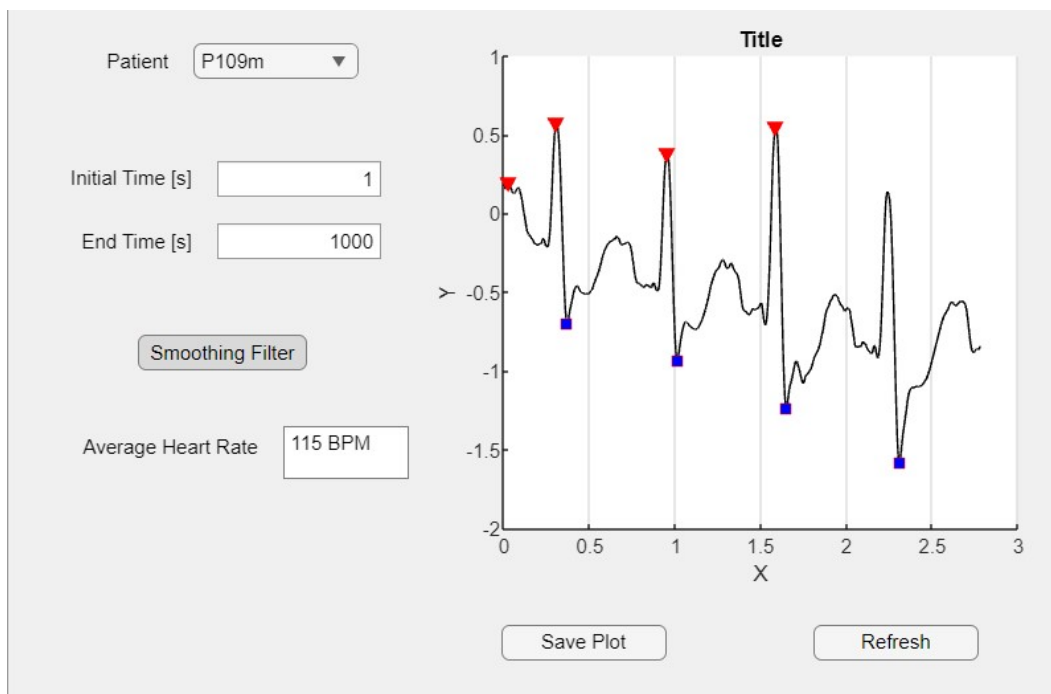 Patient
P109m
Initial Time [s]
1
End Time [s]
1000
Smoothing Filter
Average Heart Rate
115 BPM
Title
1
0.5
0
-0.5
-1
-1.5
-2
Y
0
0.5
1
1.5
2
2.5
3
X
Save Plot
Refresh